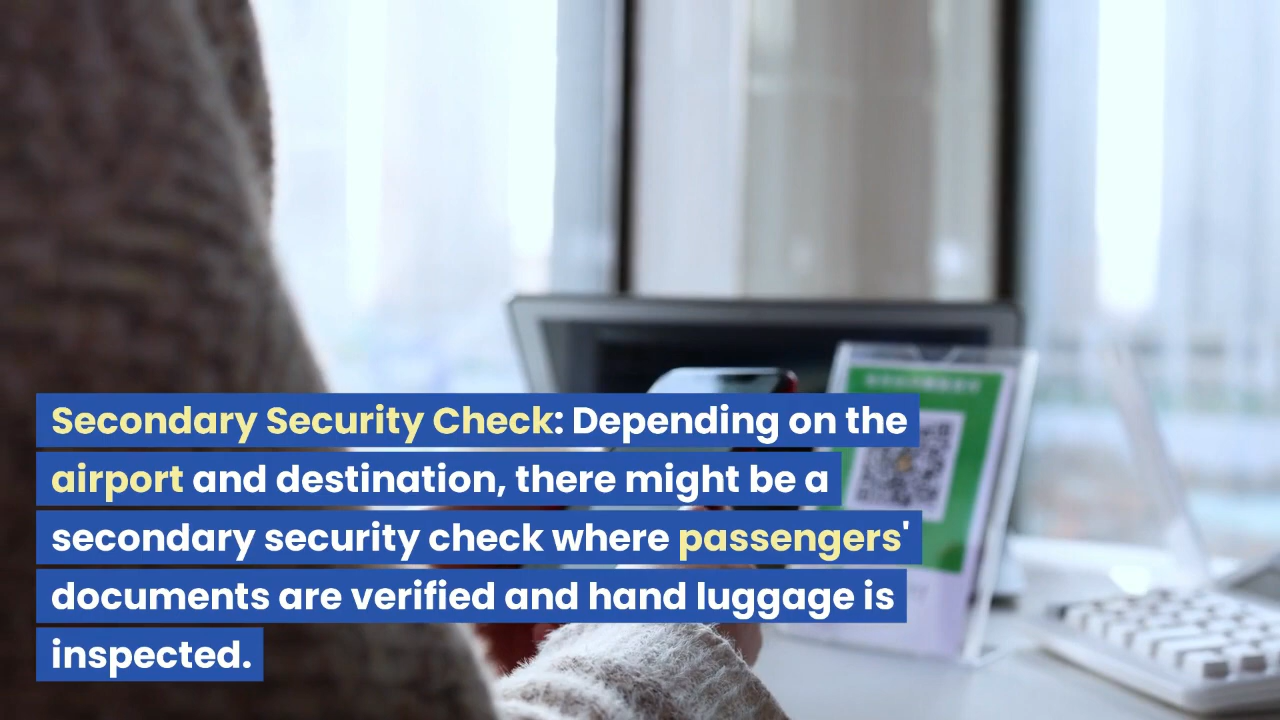 Secondary Security Check: Depending on the
airport and destination, there might be a
secondary security check where passengers'
documents are verified and hand luggage is
inspected.